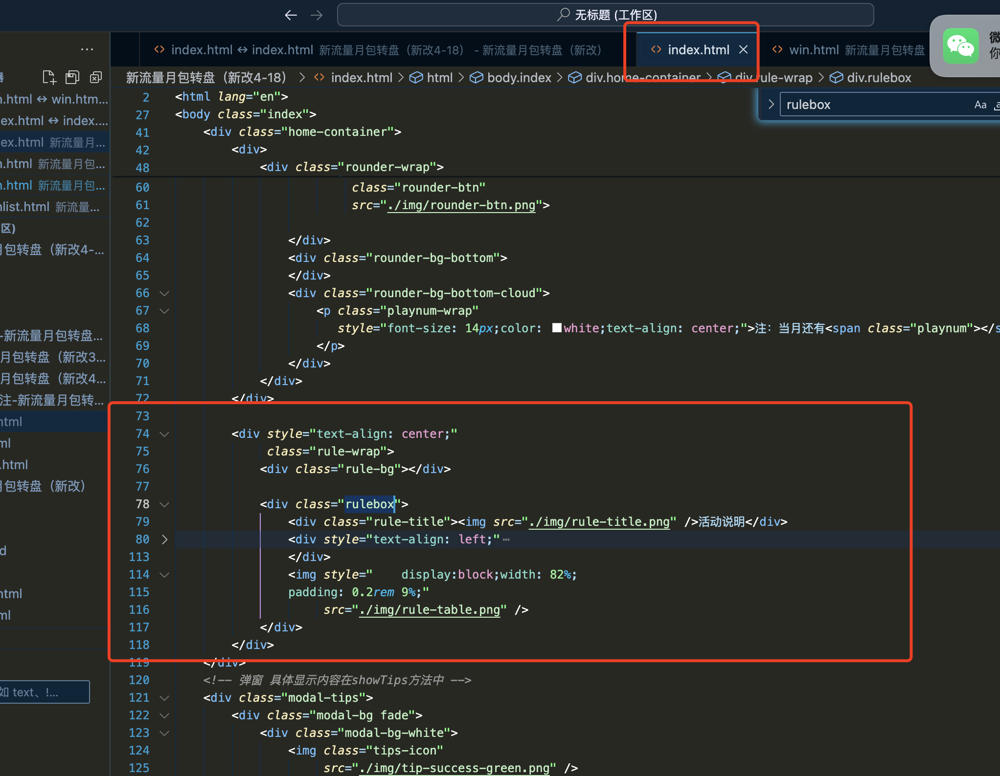 无标题 (工作区)
index.html ↔ index.html 新流量月包转盘（新改4-18） - 新流量月包转盘（新改）
index.html
win.html 新流量月包转盘
新流量月包转盘（新改4-18） > index.html > html > body.index > div.home-container > div.rule-wrap > div.rulebox
rulebox
Aa
.html ↔ win.htm...
ex.html ↔ index....
ex.html 新流量月...
.html 新流量月包...
.html 新流量月包...
list.html 新流量...
区)
包转盘（新改4-...
-新流量月包转盘...
月包转盘（新改3...
月包转盘（新改4...
注-新流量月包转...
html
ml
.html
包转盘（新改）
d
html
ml
如 text、!...
2 <html lang="en">
27 <body class="index">
41 <div class="home-container">
42 <div>
48 <div class="rounder-wrap">
60 class="rounder-btn"
61 src="./img/rounder-btn.png">
62
63 </div>
64 <div class="rounder-bg-bottom">
65 </div>
66 <div class="rounder-bg-bottom-cloud">
67 <p class="playnum-wrap"
68 style="font-size: 14px;color: white;text-align: center;">注：当月还有<span class="playnum"></s
69 </p>
70 </div>
71 </div>
72 </div>
73
74 <div style="text-align: center;"
75 class="rule-wrap">
76 <div class="rule-bg"></div>
77
78 <div class="rulebox">
79 <div class="rule-title"><img src="./img/rule-title.png" />活动说明</div>
80 <div style="text-align: left;"…
113 </div>
114 <img style="    display:block;width: 82%;
115 padding: 0.2rem 9%;"
116 src="./img/rule-table.png" />
117 </div>
118 </div>
119 </div>
120 <!-- 弹窗 具体显示内容在showTips方法中 -->
121 <div class="modal-tips">
122 <div class="modal-bg fade">
123 <div class="modal-bg-white">
124 <img class="tips-icon"
125 src="./img/tip-success-green.png" />